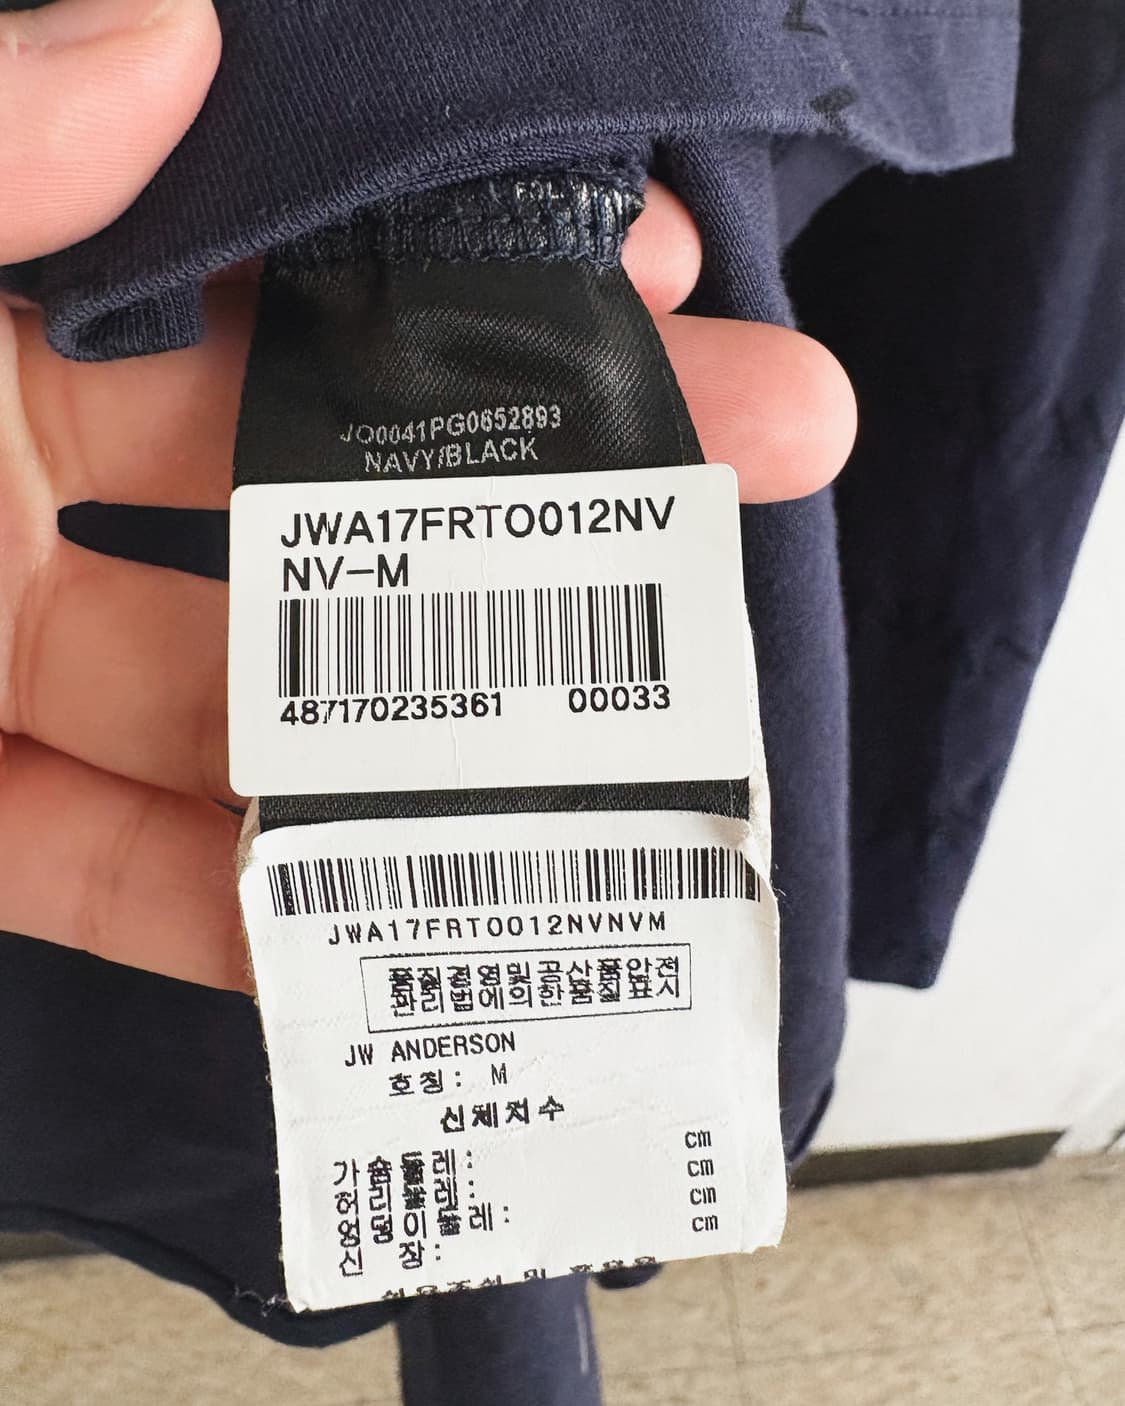 FOL
JO0041PG0652893
NAVY/BLACK
JWA17FRTO012NV
NV-M
487170235361 00033
JWA17FRTO012NVNVM
품질경영및공산품안전
관리법에의한품질표시
JW ANDERSON
호칭: M
신체치수
cm
가슴둘레: cm
허리둘레: cm
엉덩이둘레: cm
신 장: